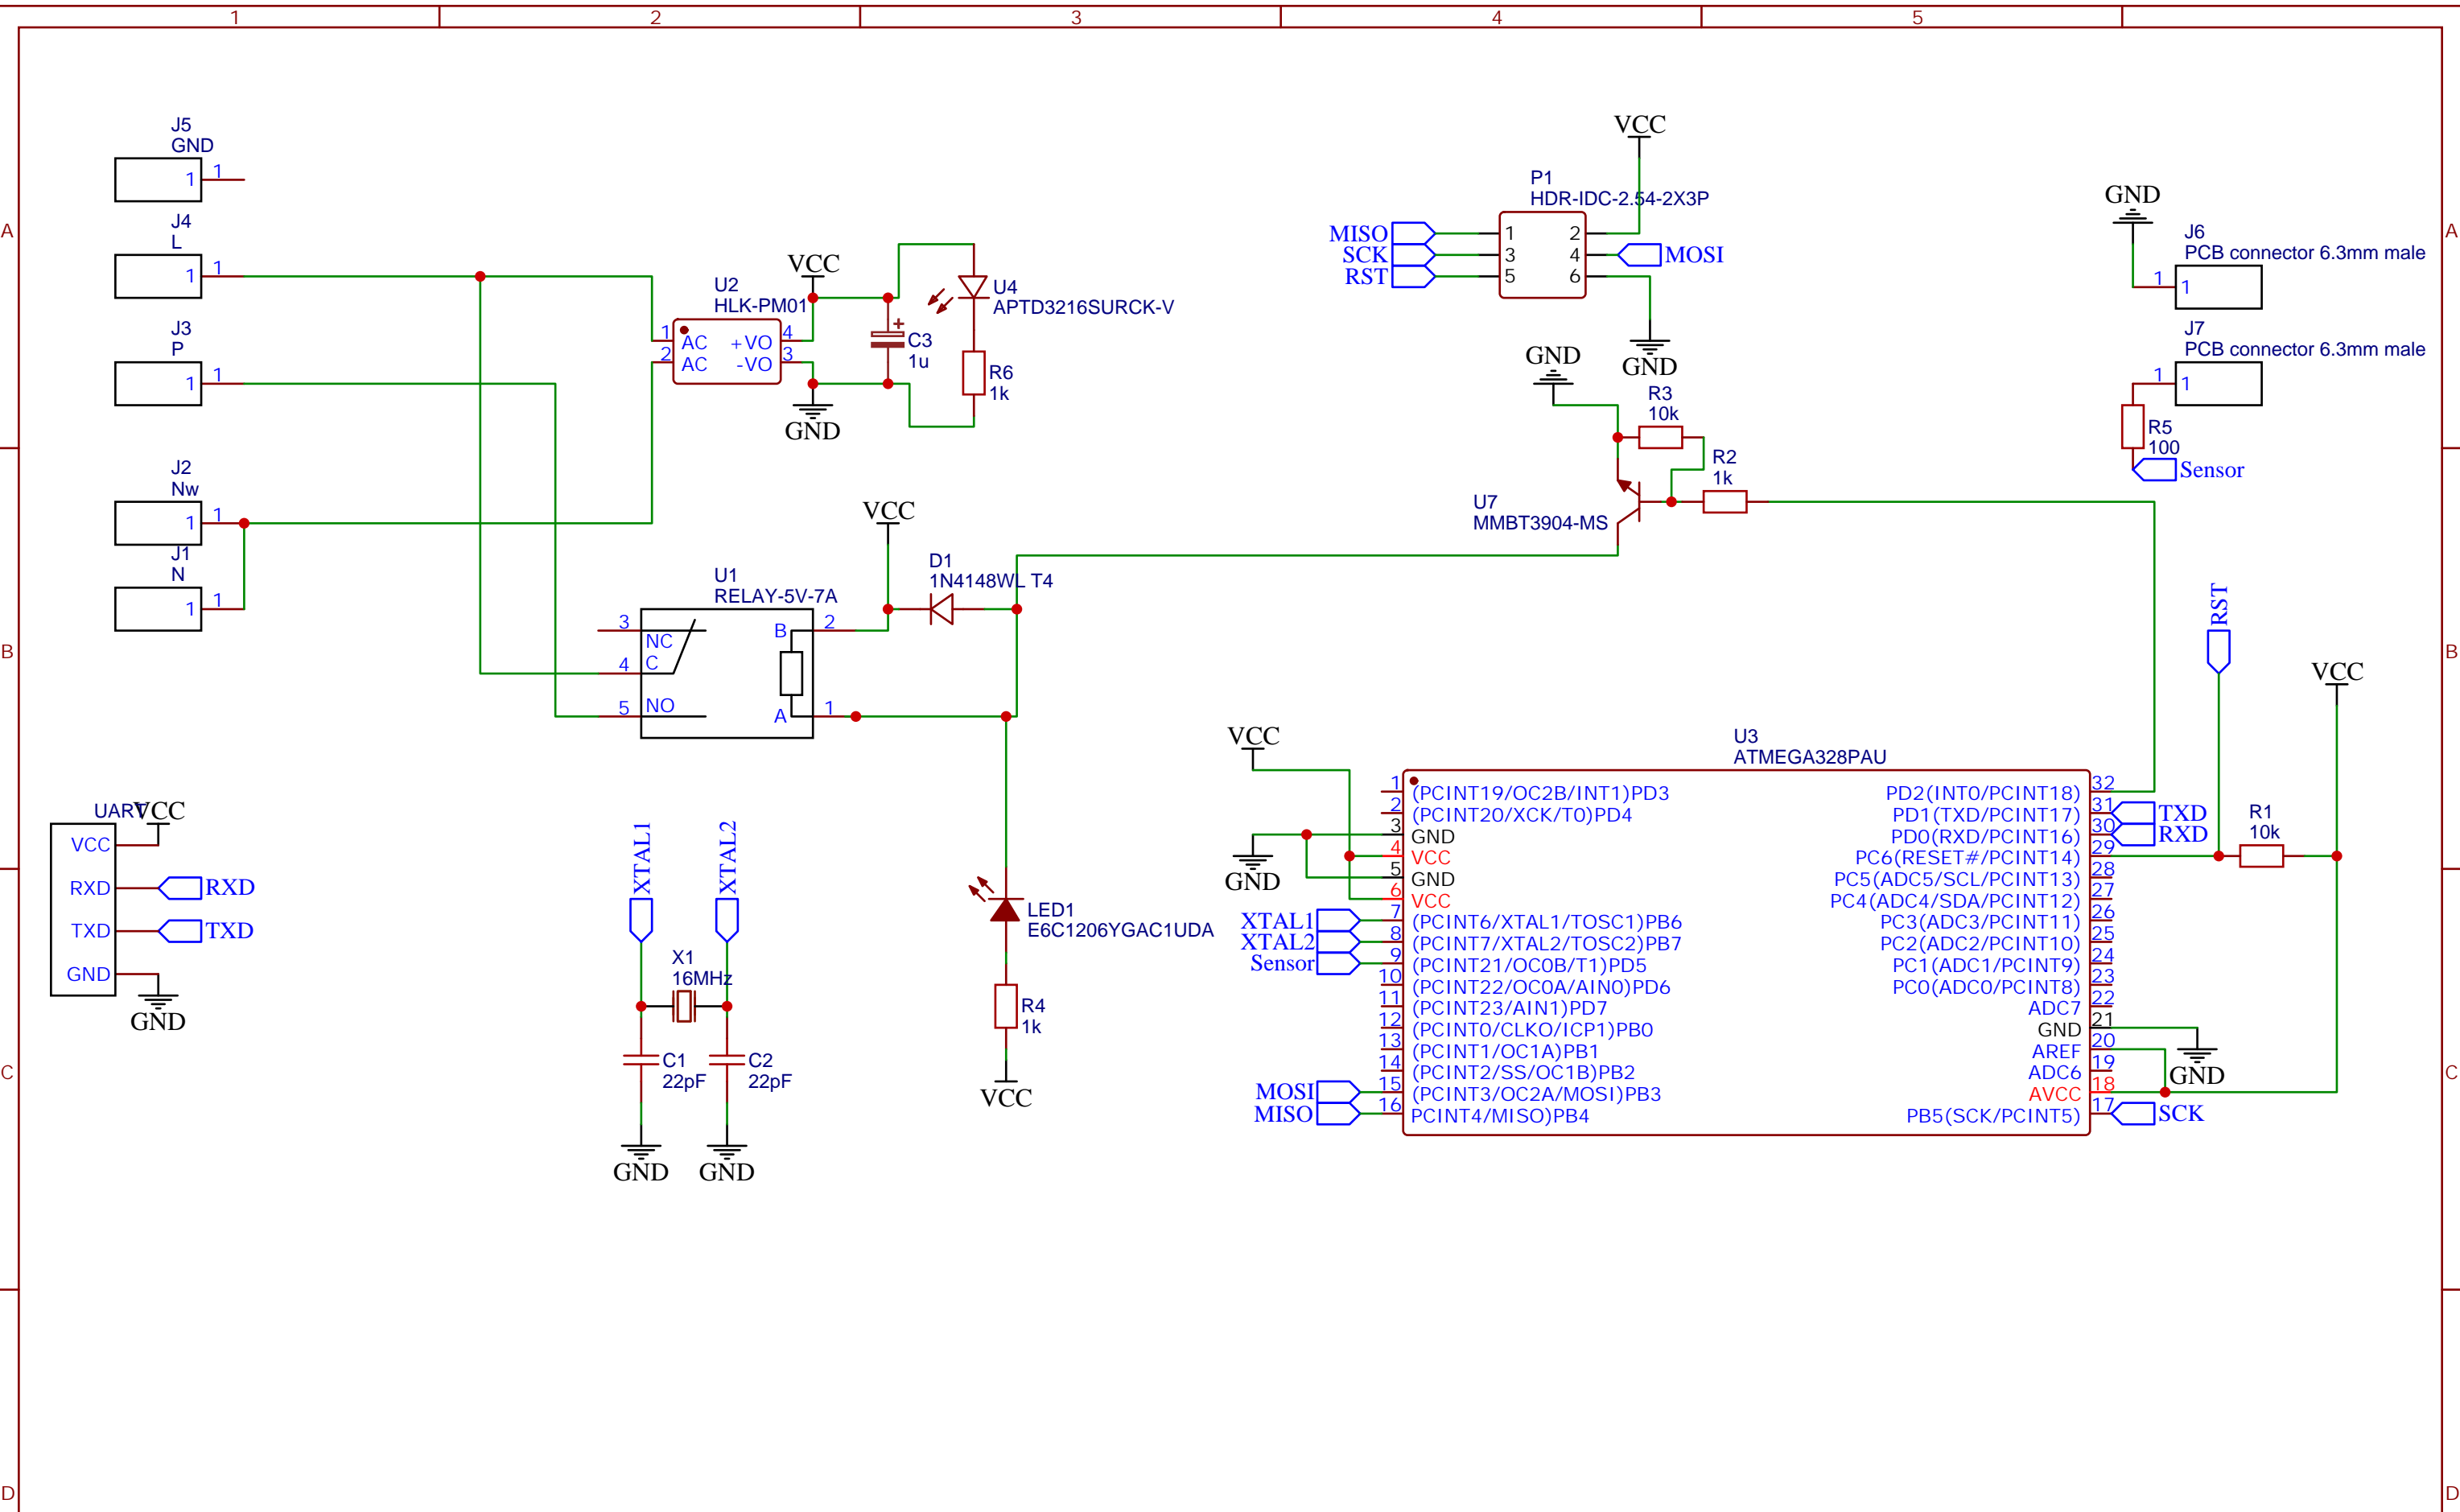 1 2 3 4 5
A
A
B
B
C
C
D
D
J5
GND
1 1
J4
L
1 1
J3
P
1 1
J2
Nw
1 1
J1
N
1 1
U2
HLK-PM01
VCC
1 AC +VO 4
2 AC -VO 3
GND
C3
1u
U4
APTD3216SURCK-V
R6
1k
P1
HDR-IDC-2.54-2X3P
VCC
MISO 1 2
SCK 3 4 MOSI
RST 5 6
GND
GND
J6
PCB connector 6.3mm male
1 1
J7
PCB connector 6.3mm male
1 1
R5
100
Sensor
GND
R3
10k
R2
1k
U7
MMBT3904-MS
VCC
D1
1N4148WL T4
U1
RELAY-5V-7A
3 NC B 2
4 C
5 NO A 1
LED1
E6C1206YGAC1UDA
R4
1k
VCC
UART
VCC
VCC
RXD RXD
TXD TXD
GND
GND
XTAL1
XTAL2
X1
16MHz
C1
22pF
C2
22pF
GND
GND
RST
VCC
R1
10k
VCC
GND
U3
ATMEGA328PAU
1 (PCINT19/OC2B/INT1)PD3
2 (PCINT20/XCK/T0)PD4
3 GND
4 VCC
5 GND
6 VCC
XTAL1 7 (PCINT6/XTAL1/TOSC1)PB6
XTAL2 8 (PCINT7/XTAL2/TOSC2)PB7
Sensor 9 (PCINT21/OC0B/T1)PD5
10 (PCINT22/OC0A/AIN0)PD6
11 (PCINT23/AIN1)PD7
12 (PCINT0/CLKO/ICP1)PB0
13 (PCINT1/OC1A)PB1
14 (PCINT2/SS/OC1B)PB2
MOSI 15 (PCINT3/OC2A/MOSI)PB3
MISO 16 PCINT4/MISO)PB4
PD2(INT0/PCINT18) 32
PD1(TXD/PCINT17) 31 TXD
PD0(RXD/PCINT16) 30 RXD
PC6(RESET#/PCINT14) 29
PC5(ADC5/SCL/PCINT13) 28
PC4(ADC4/SDA/PCINT12) 27
PC3(ADC3/PCINT11) 26
PC2(ADC2/PCINT10) 25
PC1(ADC1/PCINT9) 24
PC0(ADC0/PCINT8) 23
ADC7 22
GND 21
AREF 20
ADC6 19
AVCC 18
PB5(SCK/PCINT5) 17 SCK
GND